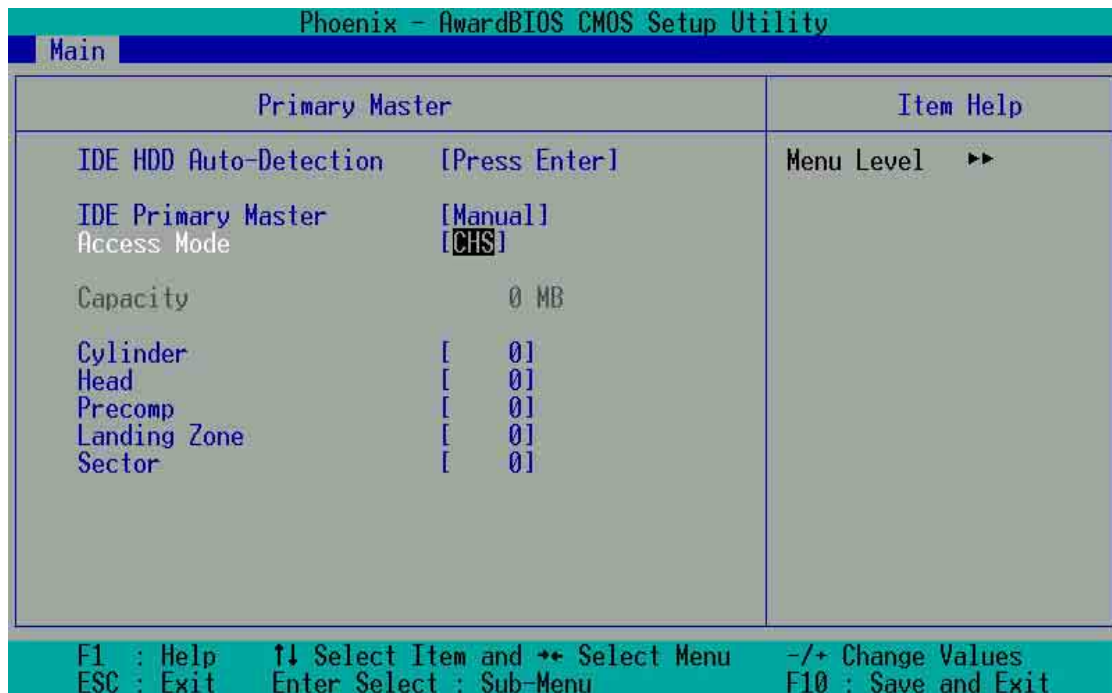 Phoenix - AwardBIOS CMOS Setup Utility
Main
Primary Master
Item Help
IDE HDD Auto-Detection [Press Enter]
Menu Level ►►
IDE Primary Master [Manual]
Access Mode [CHS]
Capacity 0 MB
Cylinder [ 0]
Head [ 0]
Precomp [ 0]
Landing Zone [ 0]
Sector [ 0]
F1 : Help ↑↓ Select Item and →← Select Menu -/+ Change Values
ESC : Exit Enter Select : Sub-Menu F10 : Save and Exit